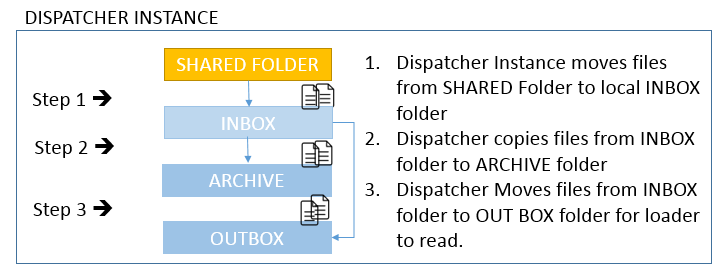 DISPATCHER INSTANCE
SHARED FOLDER
Step 1 ➔
INBOX
Step 2 ➔
ARCHIVE
Step 3 ➔
OUTBOX
1. Dispatcher Instance moves files
from SHARED Folder to local INBOX
folder
2. Dispatcher copies files from INBOX
folder to ARCHIVE folder
3. Dispatcher Moves files from INBOX
folder to OUT BOX folder for loader
to read.